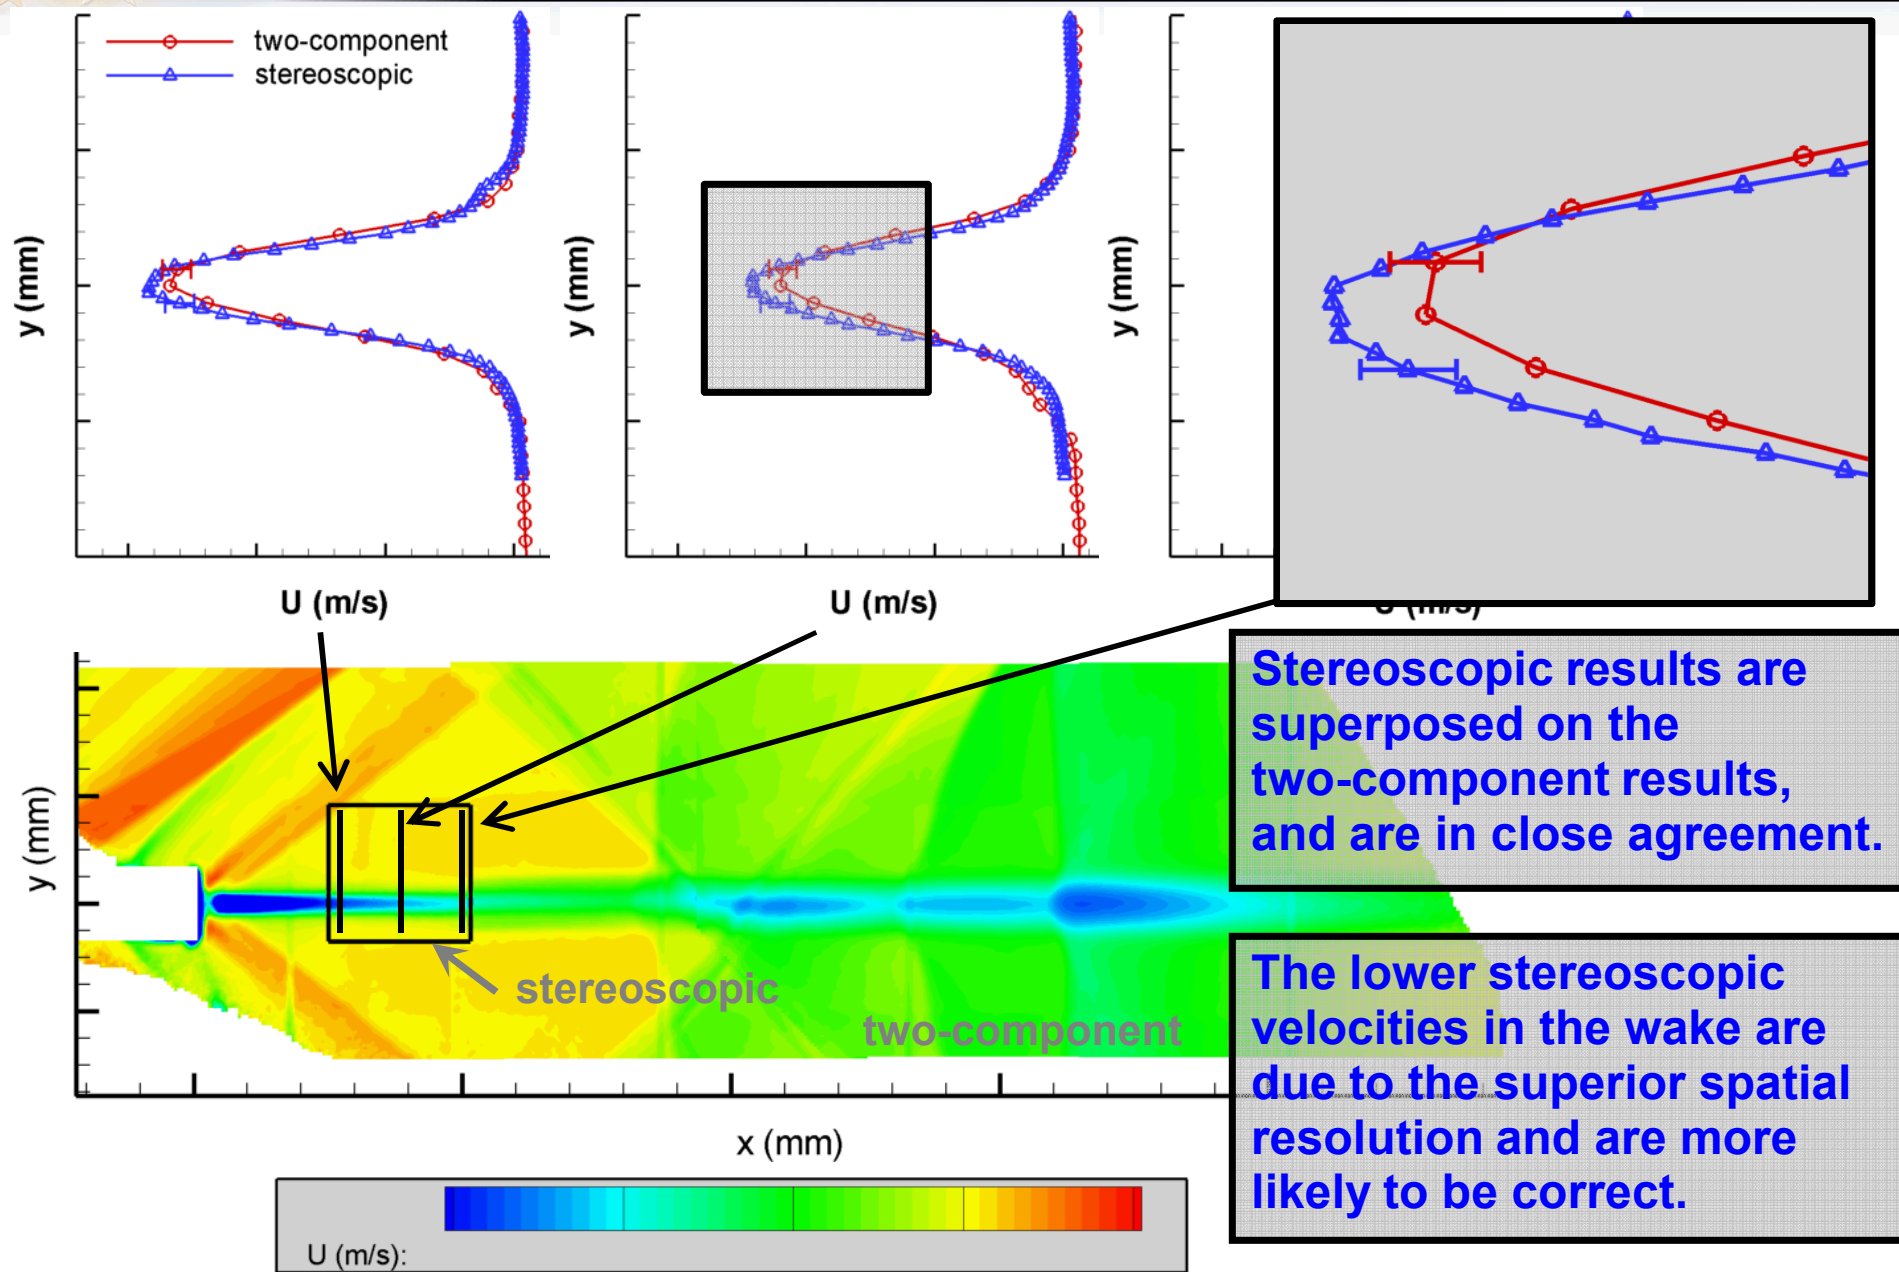 two-component
stereoscopic
y (mm)
y (mm)
y (mm)
U (m/s)
U (m/s)
U (m/s)
Stereoscopic results are
superposed on the
two-component results,
and are in close agreement.
y (mm)
stereoscopic
two-component
The lower stereoscopic
velocities in the wake are
due to the superior spatial
resolution and are more
likely to be correct.
x (mm)
U (m/s):